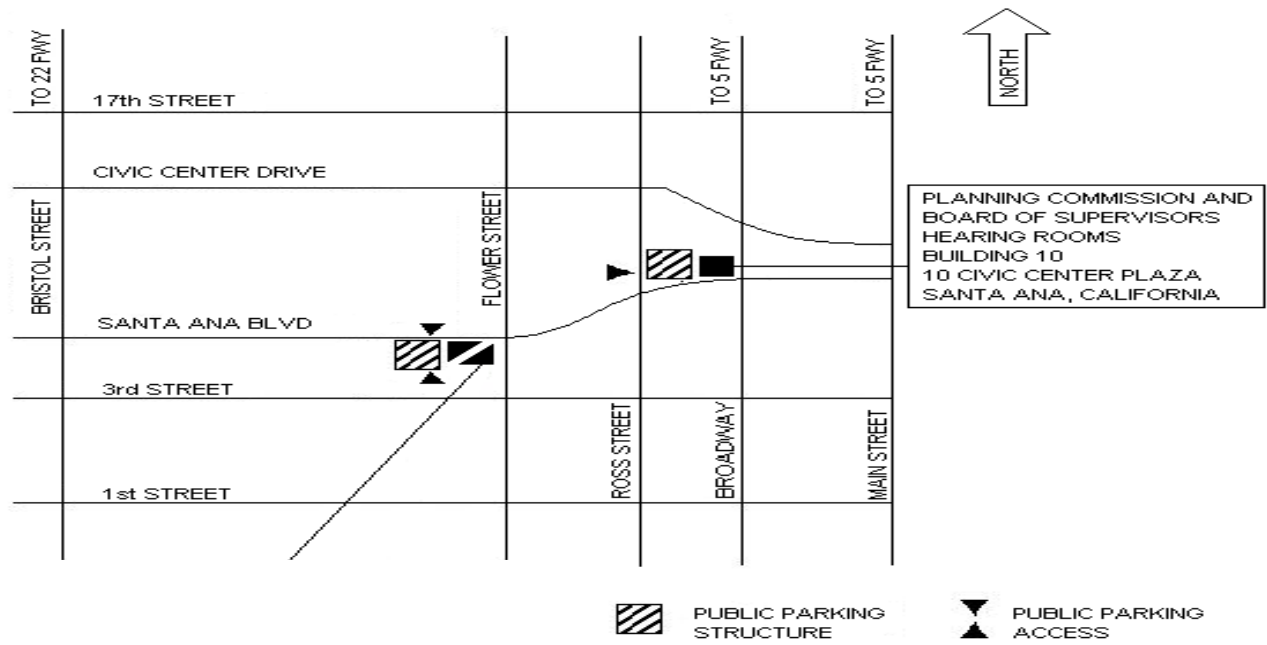 TO 22 FWY
TO 5 FWY
TO 5 FWY
NORTH
17th STREET
CIVIC CENTER DRIVE
BRISTOL STREET
FLOWER STREET
PLANNING COMMISSION AND
BOARD OF SUPERVISORS
HEARING ROOMS
BUILDING 10
10 CIVIC CENTER PLAZA
SANTA ANA, CALIFORNIA
SANTA ANA BLVD
3rd STREET
ROSS STREET
BROADWAY
MAIN STREET
1st STREET
PUBLIC PARKING
STRUCTURE
PUBLIC PARKING
ACCESS